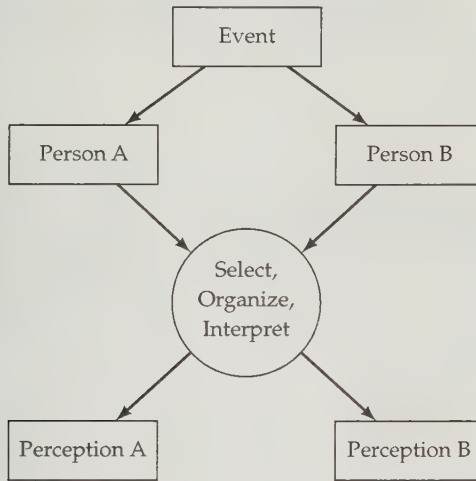 Event
Person A
Person B
Select,
Organize,
Interpret
Perception A
Perception B